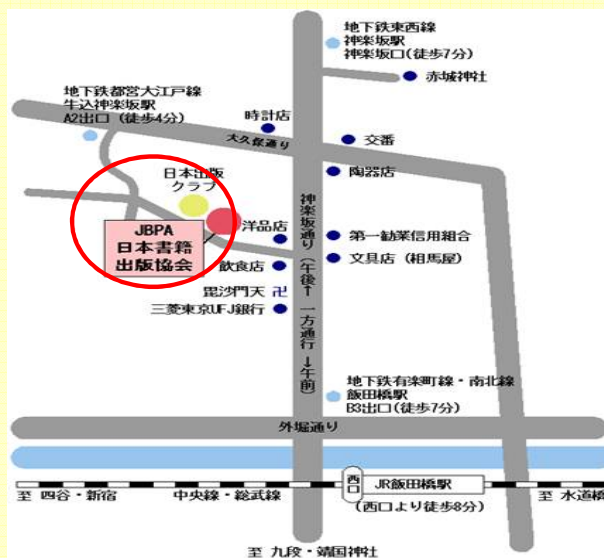 地下鉄東西線
神楽坂駅
神楽坂口(徒歩7分)
赤城神社
地下鉄都営大江戸線
牛込神楽坂駅
A2出口(徒歩4分)
時計店
大久保通り
交番
日本出版
クラブ
陶器店
JBPA
日本書籍
出版協会
洋品店
神楽坂通り(午後↑ 一方通行 ↓午前)
第一勧業信用組合
飲食店
文具店(相馬屋)
毘沙門天 卍
三菱東京UFJ銀行
地下鉄有楽町線・南北線
飯田橋駅
B3出口(徒歩7分)
外堀通り
西口
JR飯田橋駅
至 四谷・新宿
中央線・総武線
(西口より徒歩8分)
至 水道橋
至 九段・靖国神社